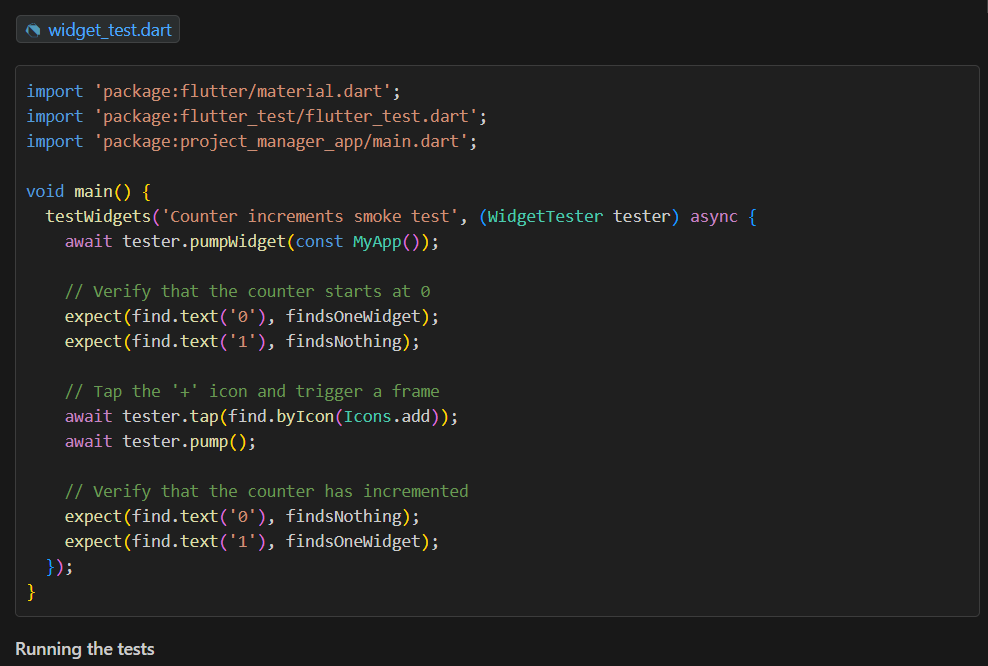 widget_test.dart
import 'package:flutter/material.dart';
import 'package:flutter_test/flutter_test.dart';
import 'package:project_manager_app/main.dart';
void main() {
  testWidgets('Counter increments smoke test', (WidgetTester tester) async {
    await tester.pumpWidget(const MyApp());
    // Verify that the counter starts at 0
    expect(find.text('0'), findsOneWidget);
    expect(find.text('1'), findsNothing);
    // Tap the '+' icon and trigger a frame
    await tester.tap(find.byIcon(Icons.add));
    await tester.pump();
    // Verify that the counter has incremented
    expect(find.text('0'), findsNothing);
    expect(find.text('1'), findsOneWidget);
  });
}
Running the tests